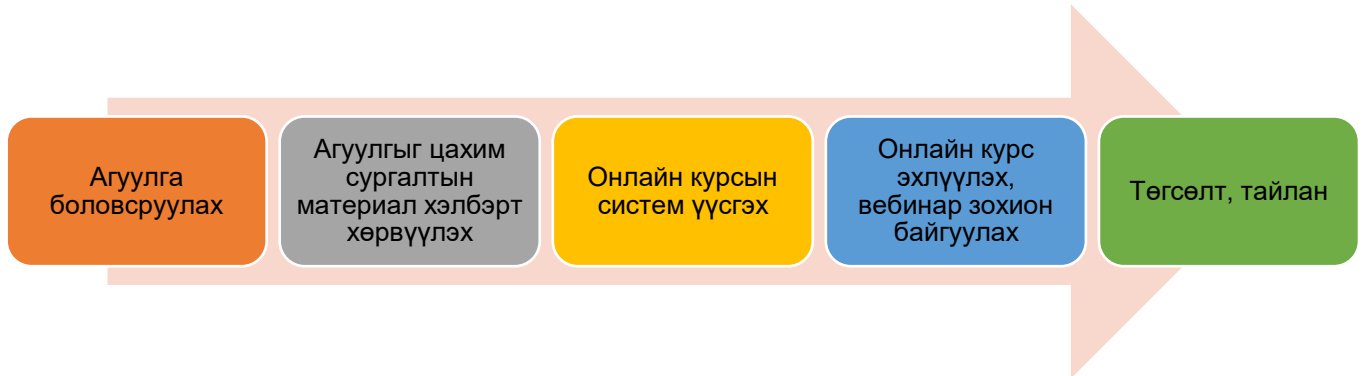 Агуулга
боловсруулах
Агуулгыг цахим
сургалтын
материал хэлбэрт
хөрвүүлэх
Онлайн курсын
систем үүсгэх
Онлайн курс
эхлүүлэх,
вебинар зохион
байгуулах
Төгсөлт, тайлан